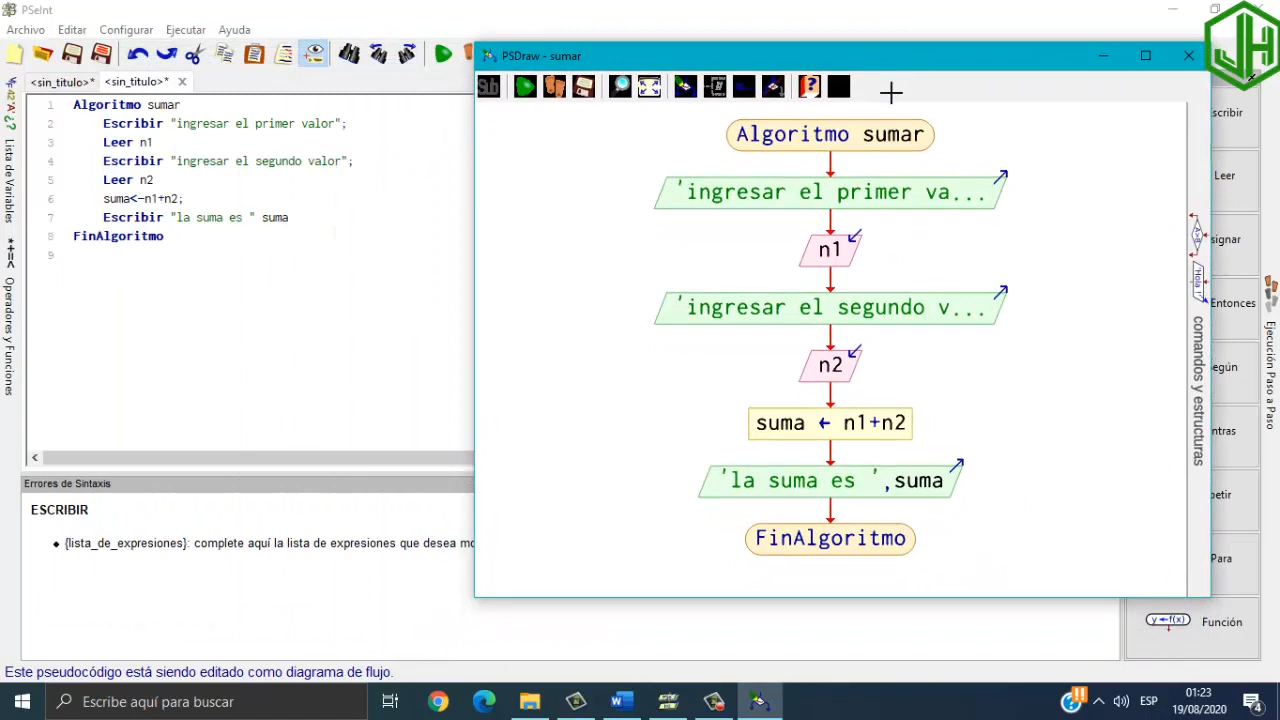 PSeInt
Archivo Editar Configurar Ejecutar Ayuda
<sin_titulo>* <sin_titulo>*
1 Algoritmo sumar
2 Escribir "ingresar el primer valor";
3 Leer n1
4 Escribir "ingresar el segundo valor";
5 Leer n2
6 suma<-n1+n2;
7 Escribir "la suma es " suma
8 FinAlgoritmo
9
Lista de Variables
*+=< Operadores y Funciones
Errores de Sintaxis
ESCRIBIR
{lista_de_expresiones}: complete aquí la lista de expresiones que desea mo
PSDraw - sumar
Sub
Algoritmo sumar
'ingresar el primer va...
n1
'ingresar el segundo v...
n2
suma ← n1+n2
'la suma es ',suma
FinAlgoritmo
comandos y estructuras
JH
scribir
Leer
signar
Entonces
egún
ntras
petir
Para
y←f(x) Función
Ejecución Paso a Paso
Este pseudocódigo está siendo editado como diagrama de flujo.
Escribe aquí para buscar
ESP
01:23
19/08/2020
4